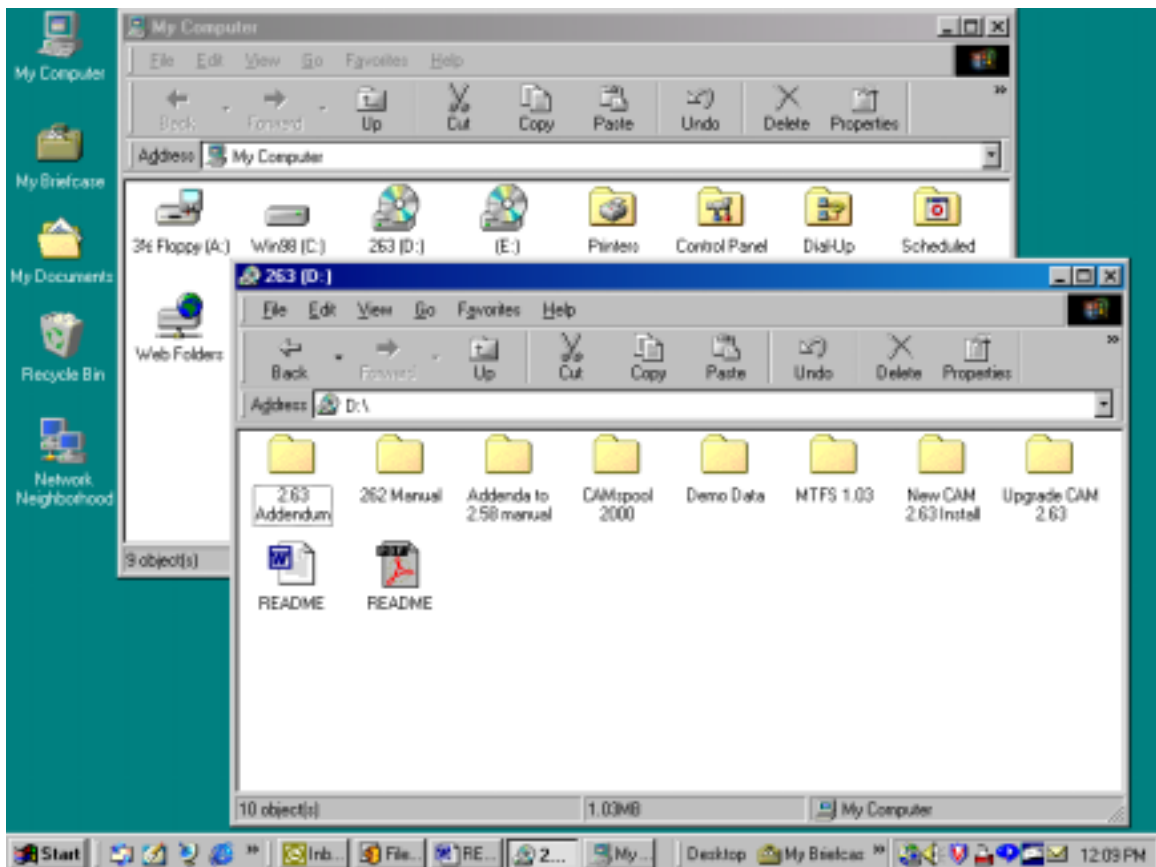 My Computer
My Briefcase
My Documents
Recycle Bin
Network
Neighborhood
My Computer
File Edit View Go Favorites Help
Back Forward Up Cut Copy Paste Undo Delete Properties »
Address My Computer
3½ Floppy (A:) Win98 (C:) 263 (D:) (E:) Printers Control Panel Dial-Up Scheduled
Web Folders
9 object(s)
263 (D:)
File Edit View Go Favorites Help
Back Forward Up Cut Copy Paste Undo Delete Properties »
Address D:\
2.63
Addendum
262 Manual
Addenda to
2.58 manual
CAMspool
2000
Demo Data
MTFS 1.03
New CAM
2.63 Install
Upgrade CAM
2.63
README
PDF
README
10 object(s) 1.03MB My Computer
Start » Inb... File... RE... 2... My... Desktop My Briefcas » 12:09 PM